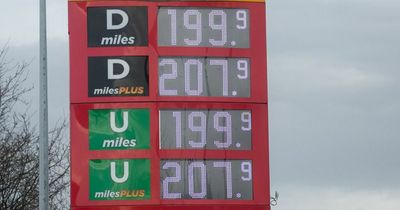 D 199.9
miles
D 207.9
milesPLUS
U 199.9
miles
U 207.9
milesPLUS